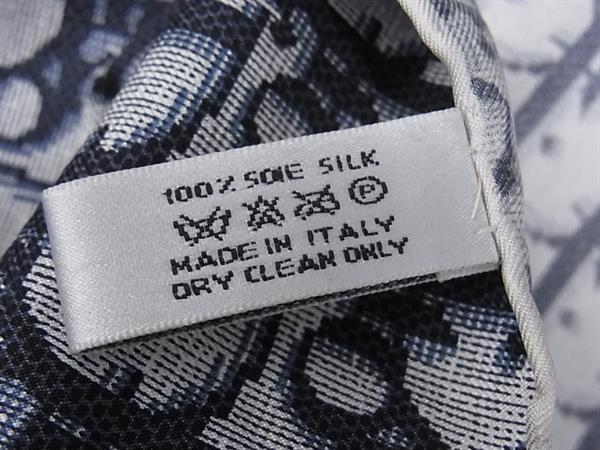 100% SOIE SILK
P
MADE IN ITALY
DRY CLEAN ONLY